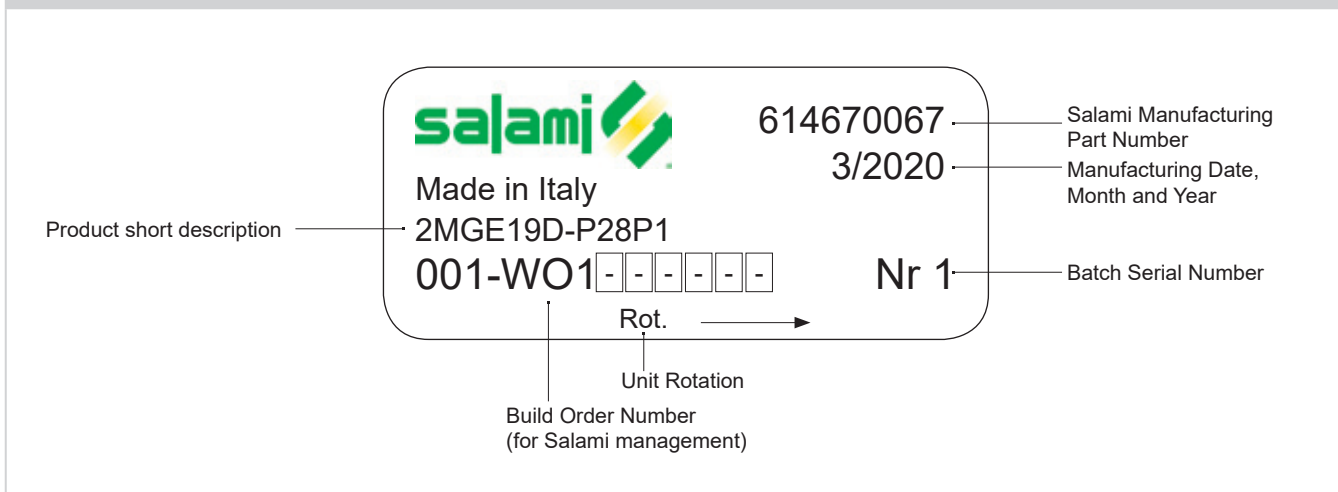 salami
614670067
Salami Manufacturing
Part Number
3/2020
Manufacturing Date,
Month and Year
Made in Italy
Product short description
2MGE19D-P28P1
001-WO1------
Nr 1
Batch Serial Number
Rot.
Unit Rotation
Build Order Number
(for Salami management)